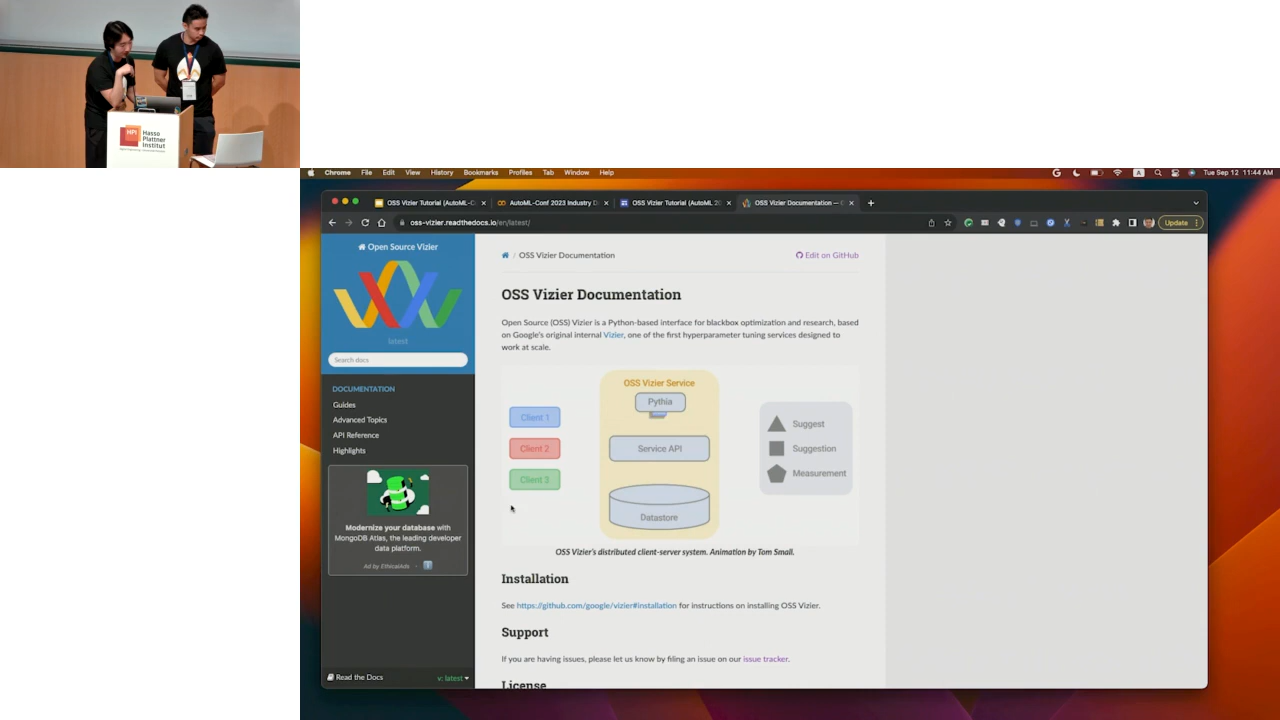 HPI Hasso
Plattner
Institut
Chrome File Edit View History Bookmarks Profiles Tab Window Help
A Tue Sep 12 11:44 AM
OSS Vizier Tutorial (AutoML-C
AutoML-Conf 2023 Industry D
OSS Vizier Tutorial (AutoML 20
OSS Vizier Documentation —
oss-vizier.readthedocs.io/en/latest/
Update
Open Source Vizier
latest
Search docs
DOCUMENTATION
Guides
Advanced Topics
API Reference
Highlights
Modernize your database with
MongoDB Atlas, the leading developer
data platform.
Ad by EthicalAds ·
Read the Docs
v: latest
/ OSS Vizier Documentation
Edit on GitHub
OSS Vizier Documentation
Open Source (OSS) Vizier is a Python-based interface for blackbox optimization and research, based
on Google's original internal Vizier, one of the first hyperparameter tuning services designed to
work at scale.
OSS Vizier Service
Pythia
Client 1
Client 2
Client 3
Service API
Datastore
Suggest
Suggestion
Measurement
OSS Vizier's distributed client-server system. Animation by Tom Small.
Installation
See https://github.com/google/vizier#installation for instructions on installing OSS Vizier.
Support
If you are having issues, please let us know by filing an issue on our issue tracker.
License